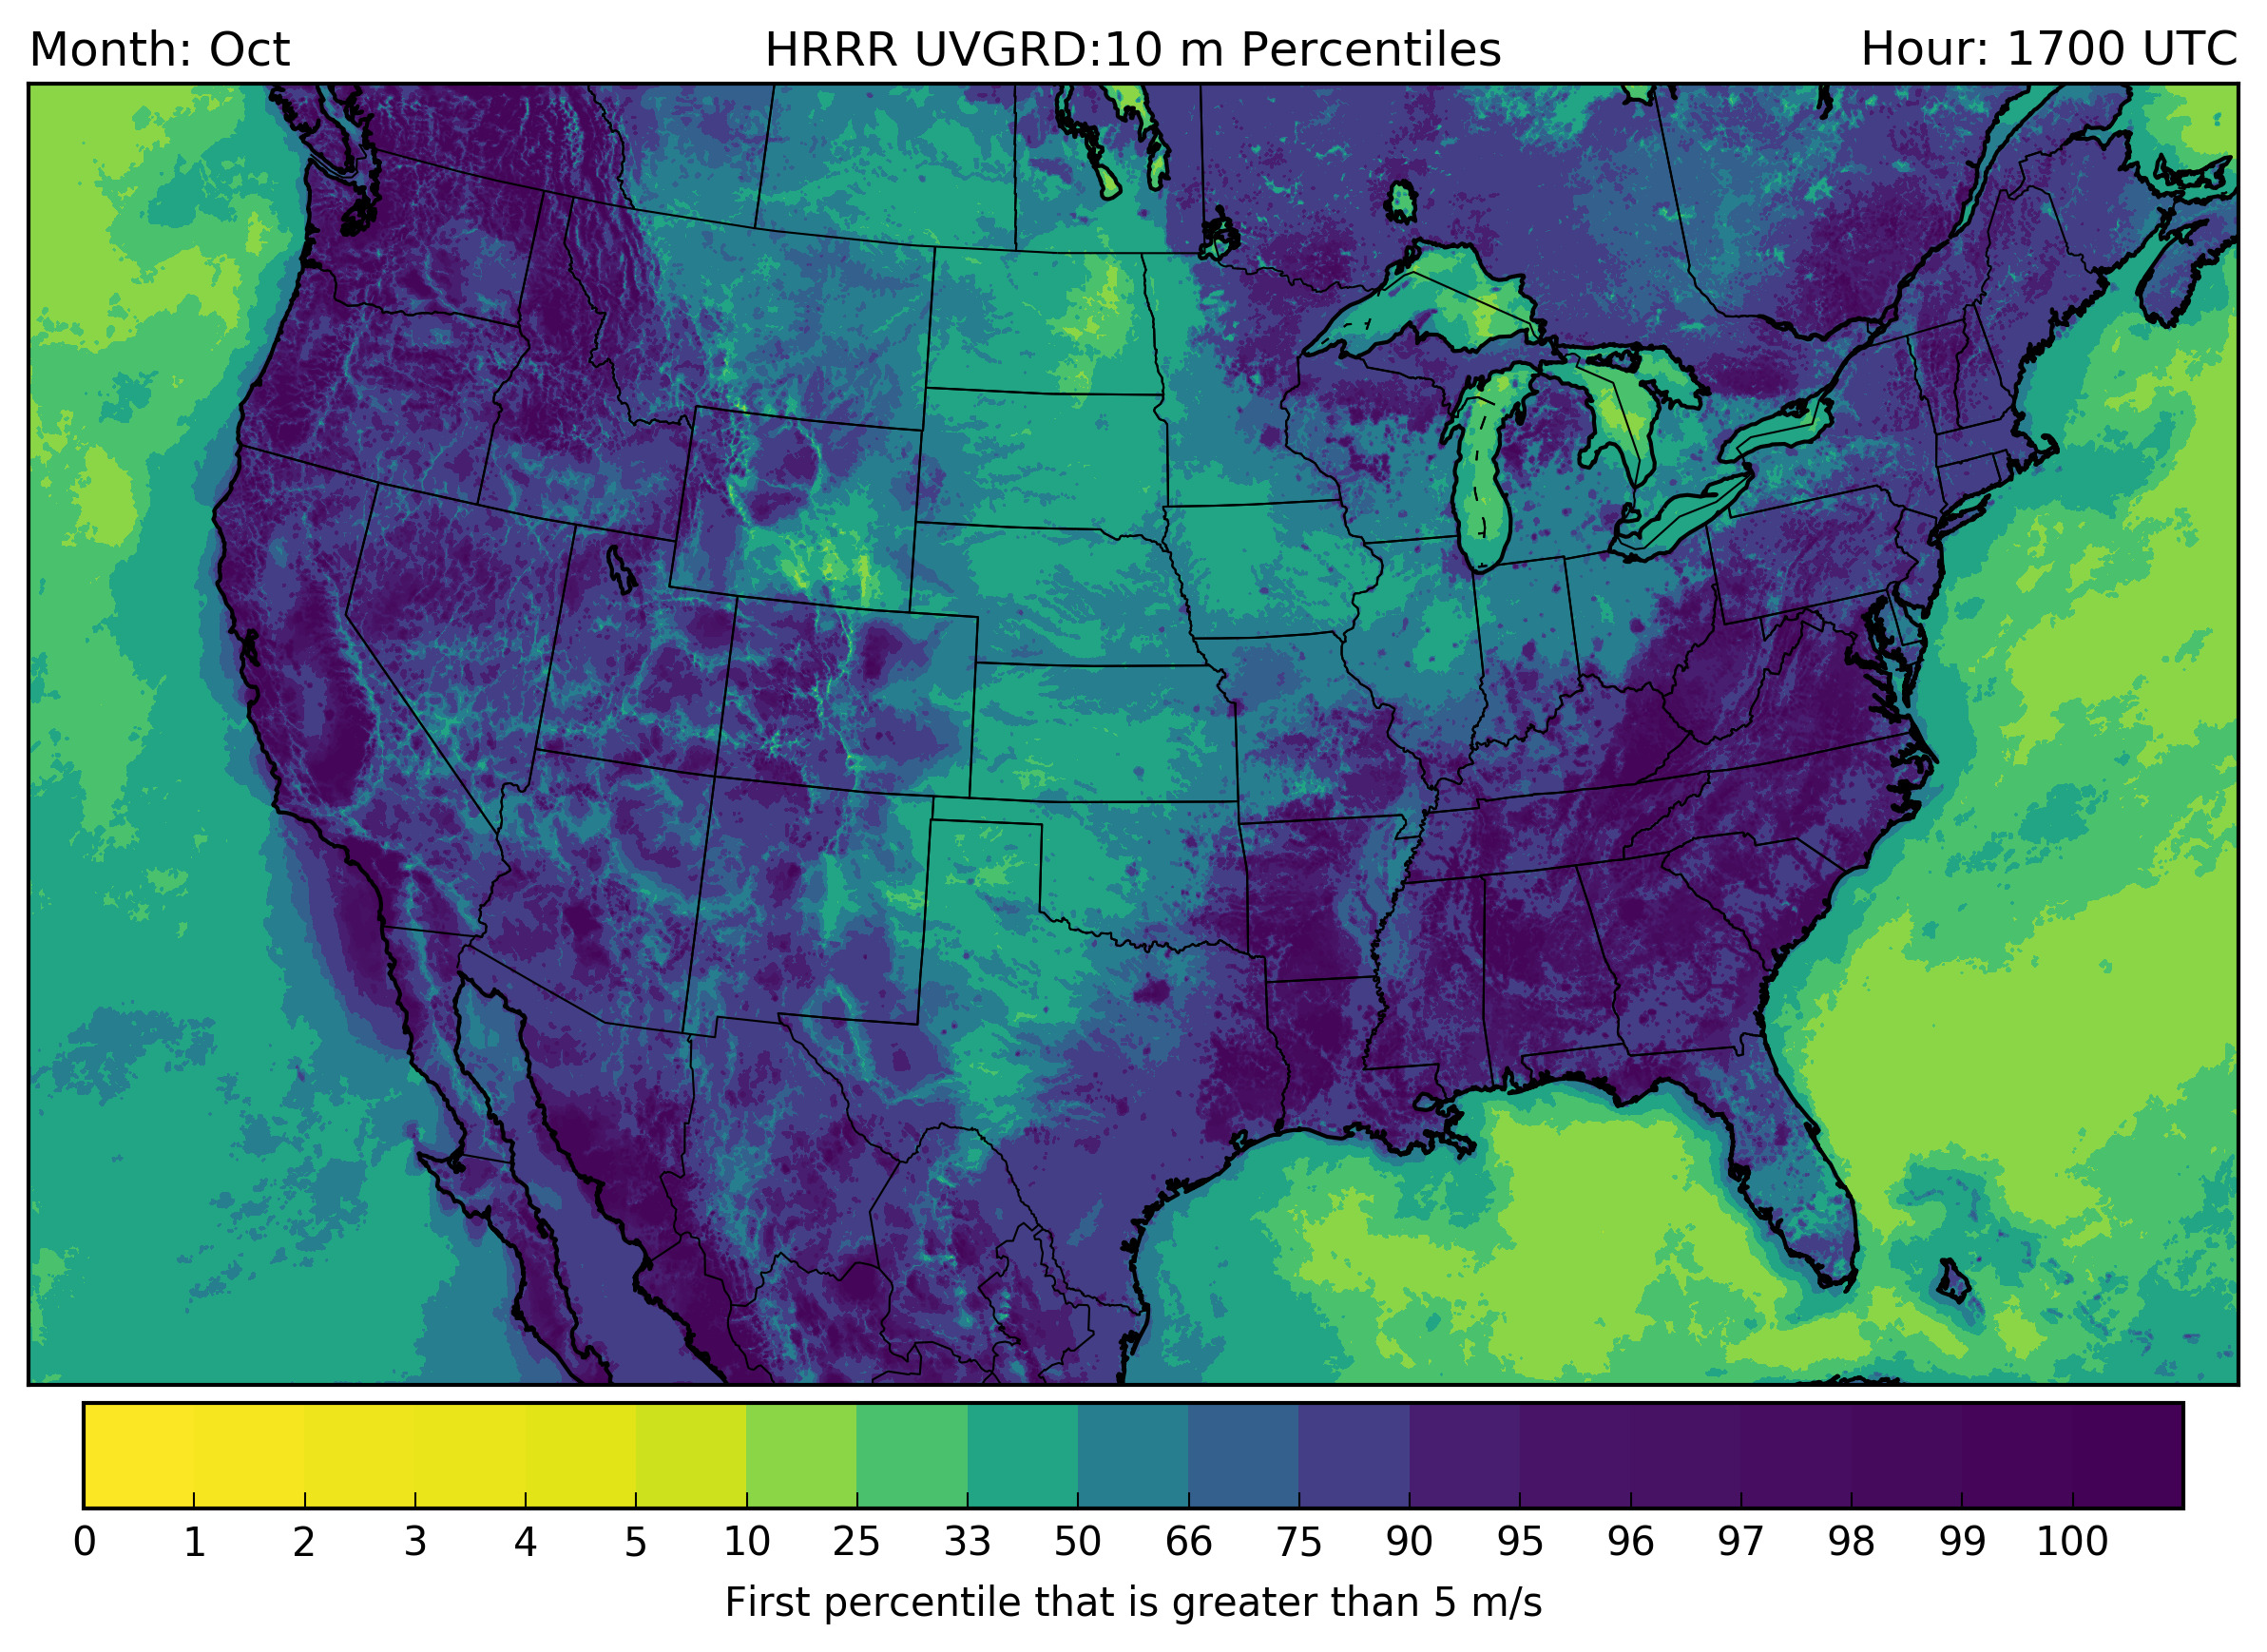 Month: Oct HRRR UVGRD:10 m Percentiles Hour: 1700 UTC
0 1 2 3 4 5 10 25 33 50 66 75 90 95 96 97 98 99 100
First percentile that is greater than 5 m/s